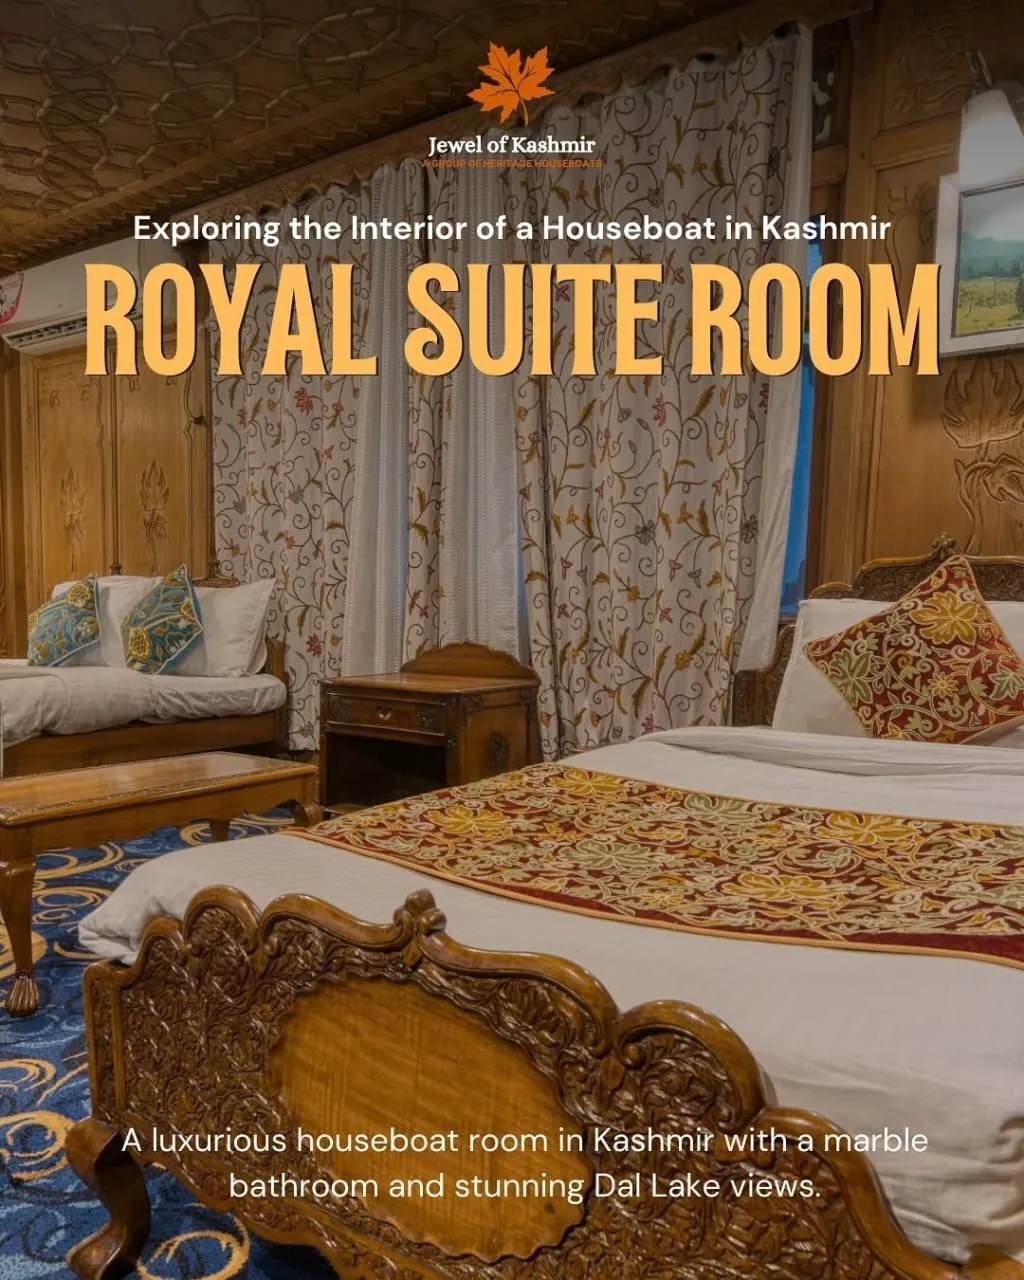 Jewel of Kashmir
A GROUP OF HERITAGE HOUSEBOATS
Exploring the Interior of a Houseboat in Kashmir
ROYAL SUITE ROOM
A luxurious houseboat room in Kashmir with a marble
bathroom and stunning Dal Lake views.